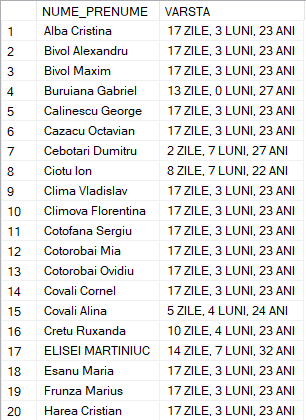 NUME_PRENUME VARSTA
1 Alba Cristina 17 ZILE, 3 LUNI, 23 ANI
2 Bivol Alexandru 17 ZILE, 3 LUNI, 23 ANI
3 Bivol Maxim 17 ZILE, 3 LUNI, 23 ANI
4 Buruiana Gabriel 13 ZILE, 0 LUNI, 27 ANI
5 Calinescu George 17 ZILE, 3 LUNI, 23 ANI
6 Cazacu Octavian 17 ZILE, 3 LUNI, 23 ANI
7 Cebotari Dumitru 2 ZILE, 7 LUNI, 27 ANI
8 Ciotu Ion 8 ZILE, 7 LUNI, 22 ANI
9 Clima Vladislav 17 ZILE, 3 LUNI, 23 ANI
10 Climova Florentina 17 ZILE, 3 LUNI, 23 ANI
11 Cotofana Sergiu 17 ZILE, 3 LUNI, 23 ANI
12 Cotorobai Mia 17 ZILE, 3 LUNI, 23 ANI
13 Cotorobai Ovidiu 17 ZILE, 3 LUNI, 23 ANI
14 Covali Cornel 17 ZILE, 3 LUNI, 23 ANI
15 Covali Alina 5 ZILE, 4 LUNI, 24 ANI
16 Cretu Ruxanda 10 ZILE, 4 LUNI, 23 ANI
17 ELISEI MARTINIUC 14 ZILE, 7 LUNI, 32 ANI
18 Esanu Maria 17 ZILE, 3 LUNI, 23 ANI
19 Frunza Marius 17 ZILE, 3 LUNI, 23 ANI
20 Harea Cristian 17 ZILE, 3 LUNI, 23 ANI